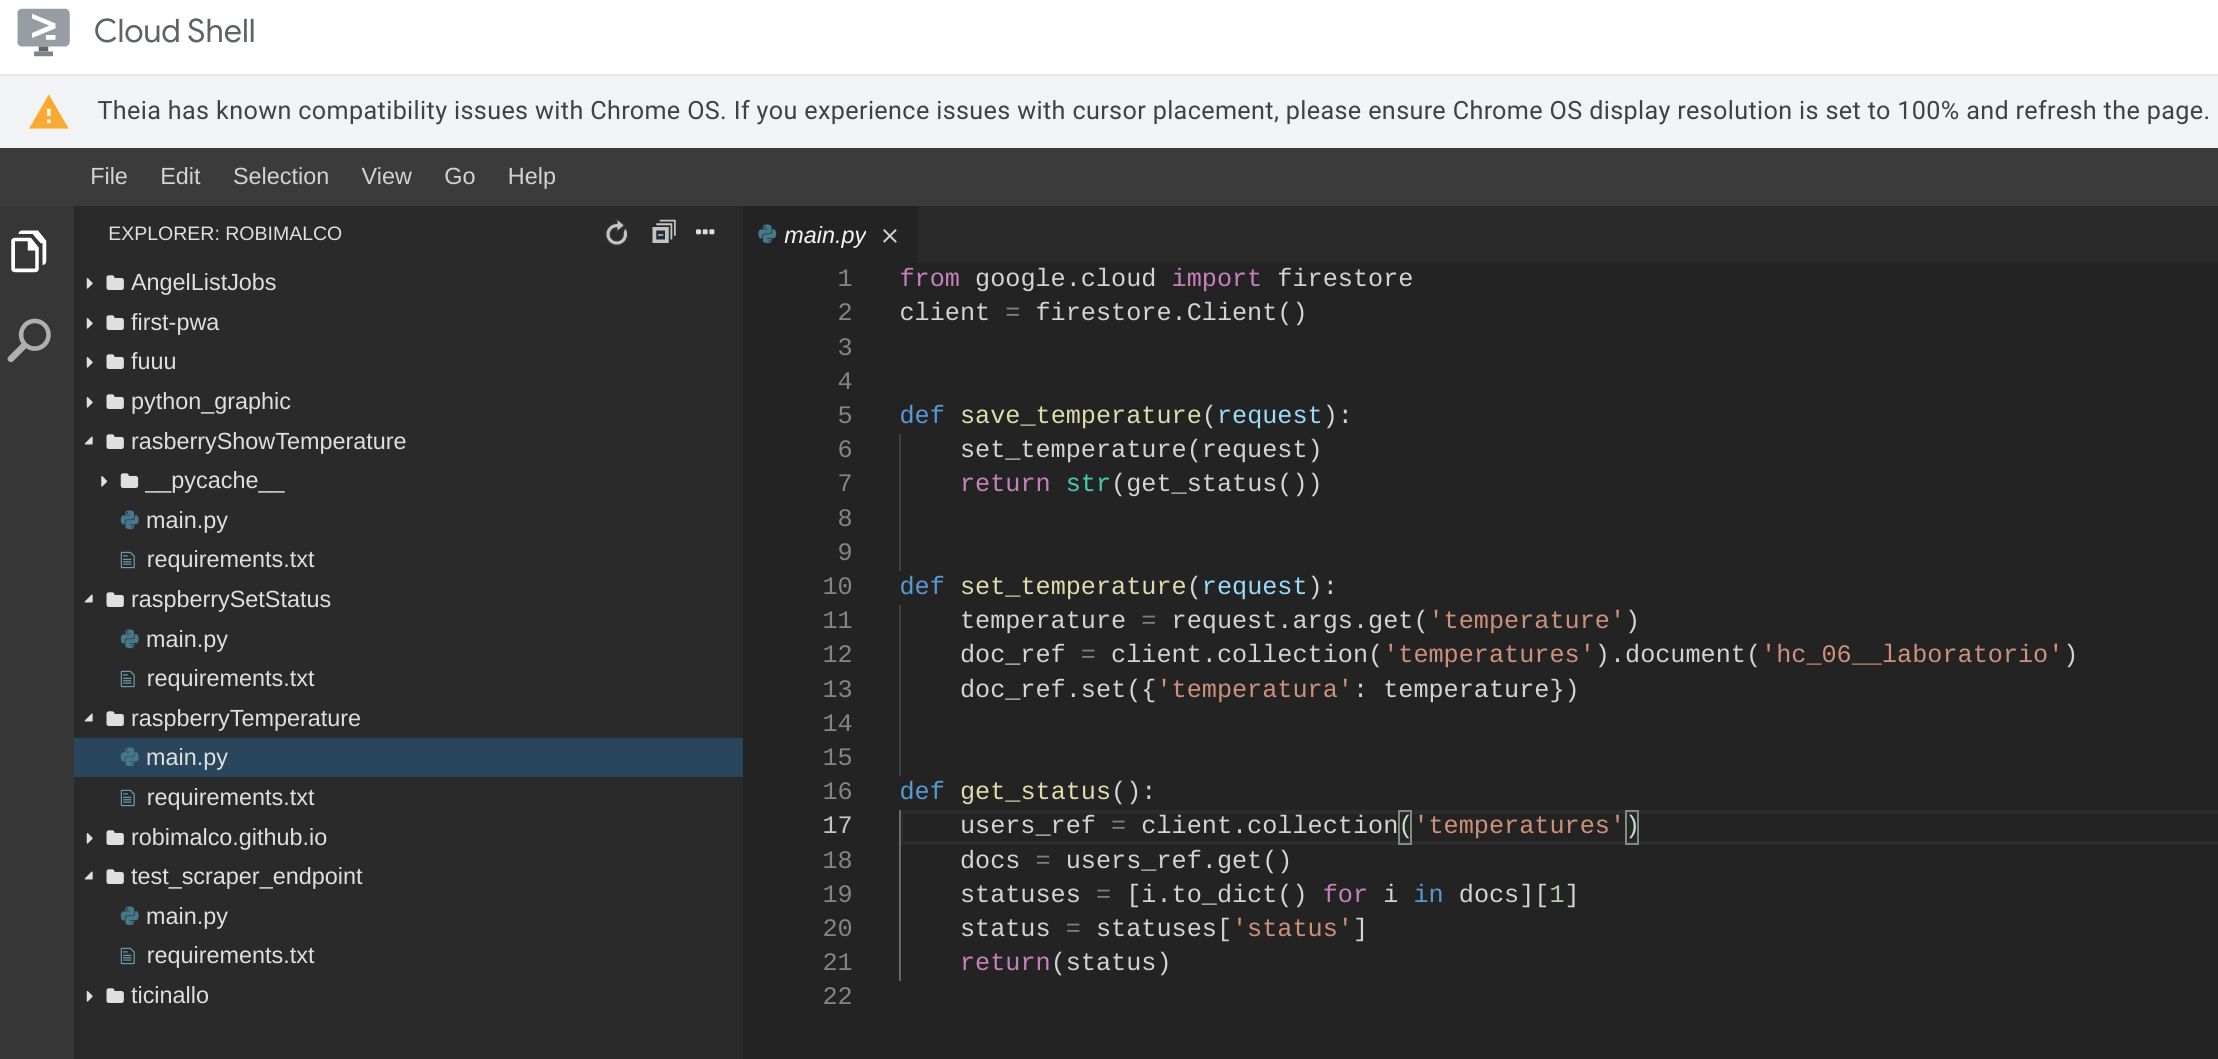 Cloud Shell
Theia has known compatibility issues with Chrome OS. If you experience issues with cursor placement, please ensure Chrome OS display resolution is set to 100% and refresh the page.
File Edit Selection View Go Help
EXPLORER: ROBIMALCO
AngelListJobs
first-pwa
fuuu
python_graphic
rasberryShowTemperature
__pycache__
main.py
requirements.txt
raspberrySetStatus
main.py
requirements.txt
raspberryTemperature
main.py
requirements.txt
robimalco.github.io
test_scraper_endpoint
main.py
requirements.txt
ticinallo
main.py
1 from google.cloud import firestore
2 client = firestore.Client()
3
4
5 def save_temperature(request):
6     set_temperature(request)
7     return str(get_status())
8
9
10 def set_temperature(request):
11     temperature = request.args.get('temperature')
12     doc_ref = client.collection('temperatures').document('hc_06__laboratorio')
13     doc_ref.set({'temperatura': temperature})
14
15
16 def get_status():
17     users_ref = client.collection('temperatures')
18     docs = users_ref.get()
19     statuses = [i.to_dict() for i in docs][1]
20     status = statuses['status']
21     return(status)
22